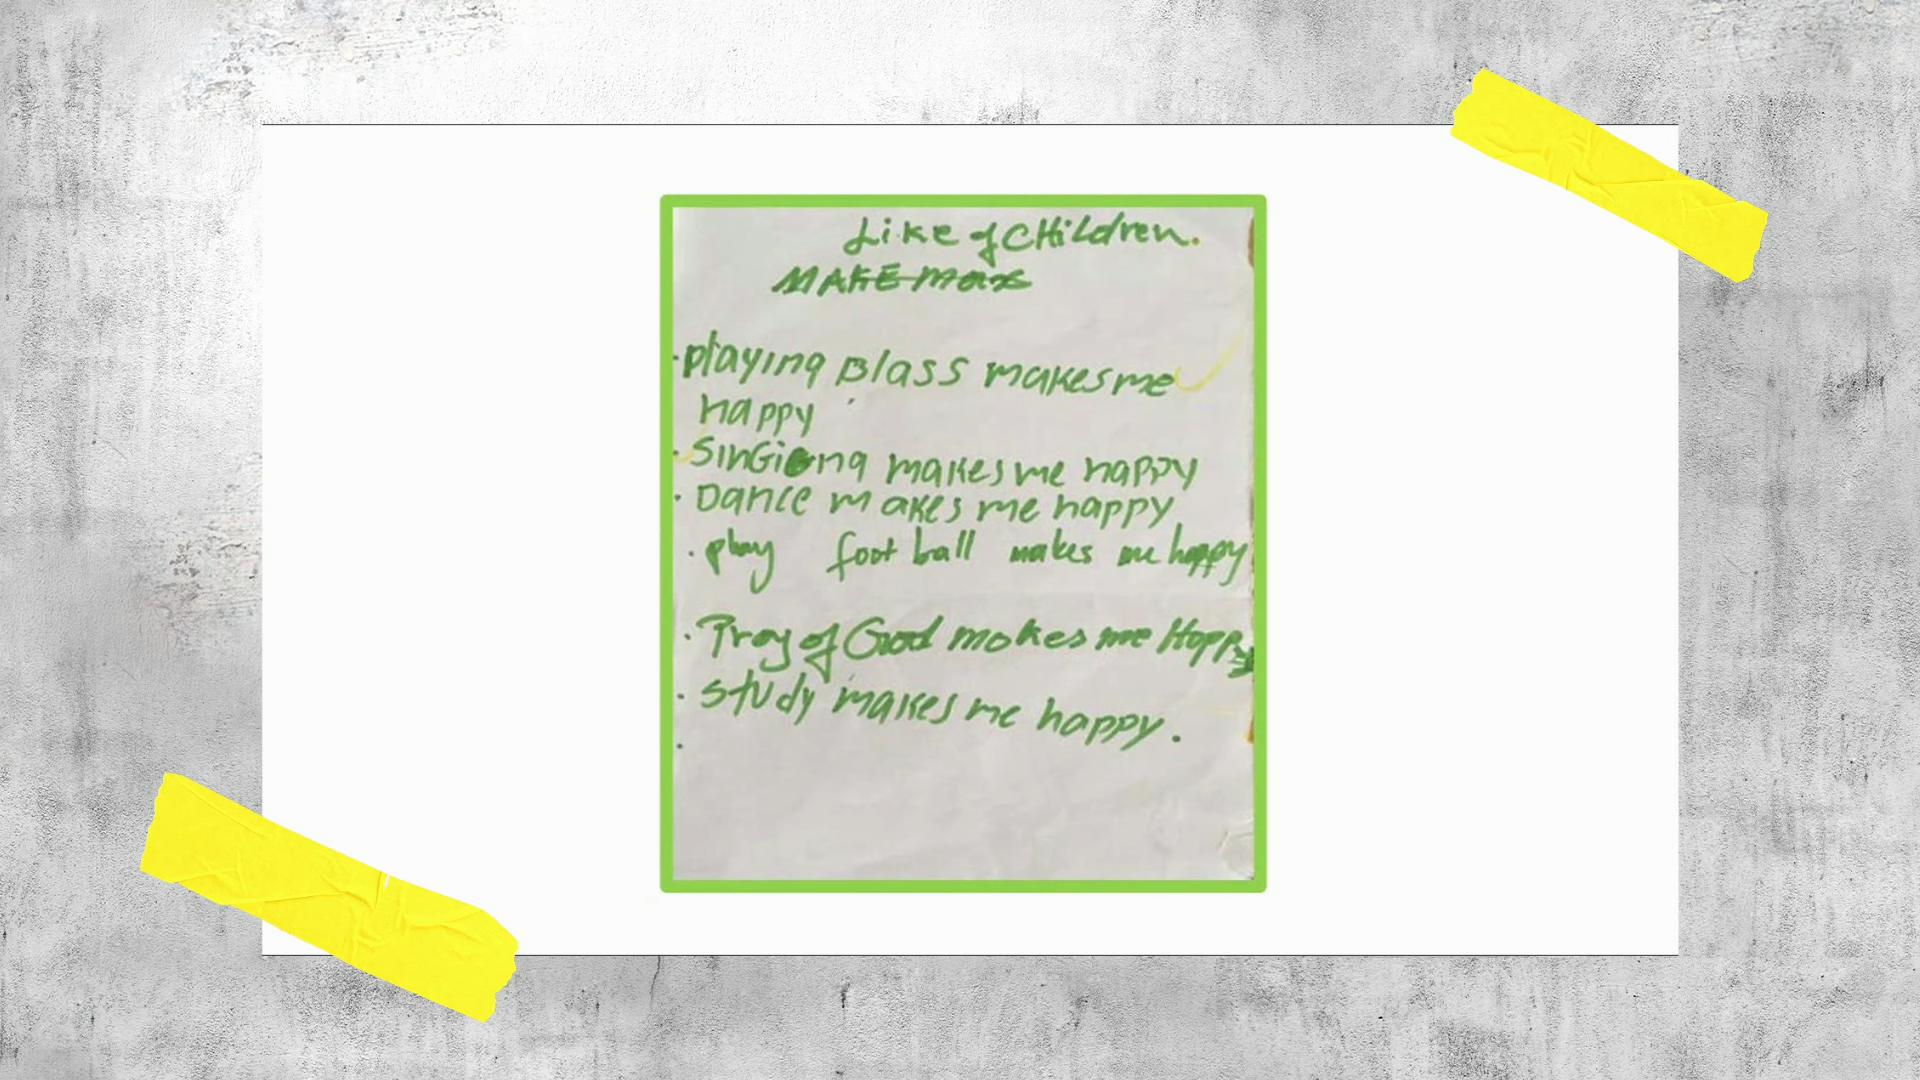 Like of CHildren.
MAKE max
· playing Blass makes me
happy
· SinGiong makes me happy
· Dance makes me happy
· play foot ball makes me happy
· Pray of God makes me Happy
· study makes me happy.
·